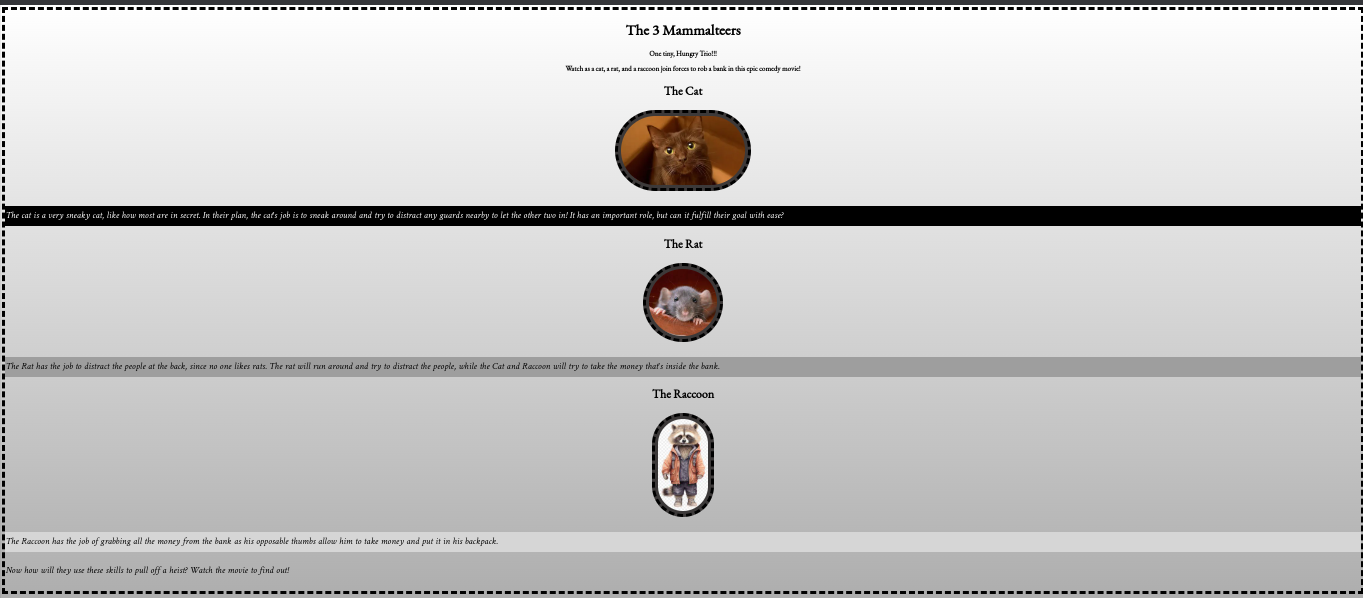 The 3 Mammalteers
One tiny, Hungry Trio!!!
Watch as a cat, a rat, and a raccoon join forces to rob a bank in this epic comedy movie!
The Cat
The cat is a very sneaky cat, like how most are in secret. In their plan, the cat's job is to sneak around and try to distract any guards nearby to let the other two in! It has an important role, but can it fulfill their goal with ease?
The Rat
The Rat has the job to distract the people at the back, since no one likes rats. The rat will run around and try to distract the people, while the Cat and Raccoon will try to take the money that's inside the bank.
The Raccoon
The Raccoon has the job of grabbing all the money from the bank as his opposable thumbs allow him to take money and put it in his backpack.
Now how will they use these skills to pull off a heist? Watch the movie to find out!